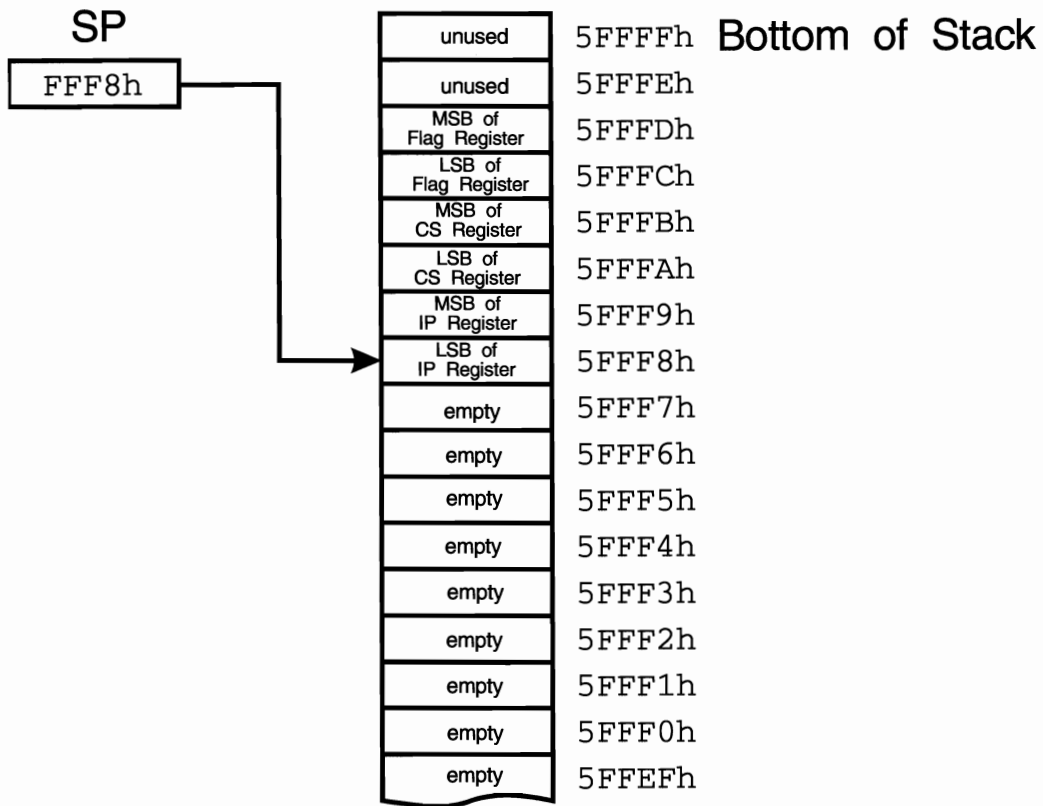 SP
FFF8h
unused 5FFFFh Bottom of Stack
unused 5FFFEh
MSB of
Flag Register 5FFFDh
LSB of
Flag Register 5FFFCh
MSB of
CS Register 5FFFBh
LSB of
CS Register 5FFFAh
MSB of
IP Register 5FFF9h
LSB of
IP Register 5FFF8h
empty 5FFF7h
empty 5FFF6h
empty 5FFF5h
empty 5FFF4h
empty 5FFF3h
empty 5FFF2h
empty 5FFF1h
empty 5FFF0h
empty 5FFEFh